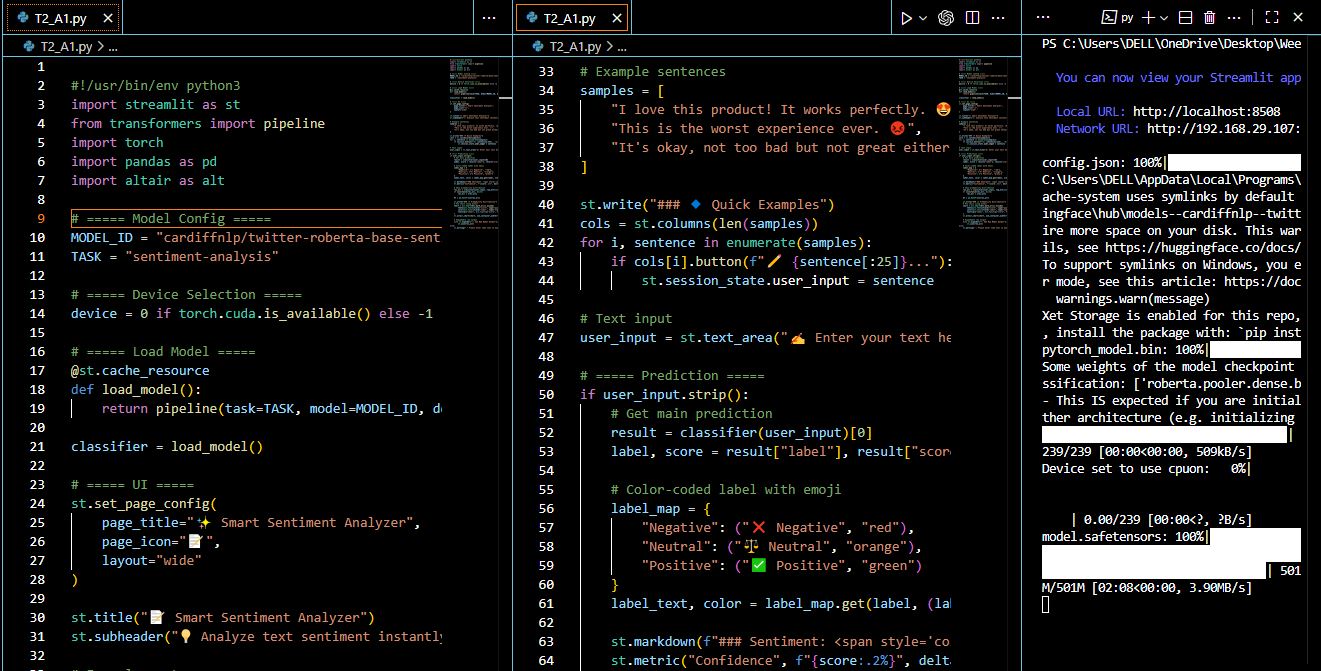 T2_A1.py
T2_A1.py > ...
1
2 #!/usr/bin/env python3
3 import streamlit as st
4 from transformers import pipeline
5 import torch
6 import pandas as pd
7 import altair as alt
8
9 # ===== Model Config =====
10 MODEL_ID = "cardiffnlp/twitter-roberta-base-sent
11 TASK = "sentiment-analysis"
12
13 # ===== Device Selection =====
14 device = 0 if torch.cuda.is_available() else -1
15
16 # ===== Load Model =====
17 @st.cache_resource
18 def load_model():
19 return pipeline(task=TASK, model=MODEL_ID, de
20
21 classifier = load_model()
22
23 # ===== UI =====
24 st.set_page_config(
25 page_title="✨ Smart Sentiment Analyzer",
26 page_icon="📝",
27 layout="wide"
28 )
29
30 st.title("📝 Smart Sentiment Analyzer")
31 st.subheader("💡 Analyze text sentiment instantly
32
T2_A1.py
T2_A1.py > ...
33 # Example sentences
34 samples = [
35 "I love this product! It works perfectly. 🤩
36 "This is the worst experience ever. 😡",
37 "It's okay, not too bad but not great either
38 ]
39
40 st.write("### 🔹 Quick Examples")
41 cols = st.columns(len(samples))
42 for i, sentence in enumerate(samples):
43 if cols[i].button(f"🖊️ {sentence[:25]}..."):
44 st.session_state.user_input = sentence
45
46 # Text input
47 user_input = st.text_area("✍️ Enter your text he
48
49 # ===== Prediction =====
50 if user_input.strip():
51 # Get main prediction
52 result = classifier(user_input)[0]
53 label, score = result["label"], result["scor
54
55 # Color-coded label with emoji
56 label_map = {
57 "Negative": ("❌ Negative", "red"),
58 "Neutral": ("⚖️ Neutral", "orange"),
59 "Positive": ("✅ Positive", "green")
60 }
61 label_text, color = label_map.get(label, (la
62
63 st.markdown(f"### Sentiment: <span style='co
64 st.metric("Confidence", f"{score:.2%}", delt
py
PS C:\Users\DELL\OneDrive\Desktop\Wee
You can now view your Streamlit app
Local URL: http://localhost:8508
Network URL: http://192.168.29.107:
config.json: 100%|
C:\Users\DELL\AppData\Local\Programs\
ache-system uses symlinks by default
ingface\hub\models--cardiffnlp--twitt
ire more space on your disk. This war
ils, see https://huggingface.co/docs/
To support symlinks on Windows, you e
r mode, see this article: https://doc
warnings.warn(message)
Xet Storage is enabled for this repo,
, install the package with: `pip inst
pytorch_model.bin: 100%|
Some weights of the model checkpoint
ssification: ['roberta.pooler.dense.b
- This IS expected if you are initial
ther architecture (e.g. initializing
|
239/239 [00:00<00:00, 509kB/s]
Device set to use cpuon: 0%|
| 0.00/239 [00:00<?, ?B/s]
model.safetensors: 100%|
| 501
M/501M [02:08<00:00, 3.90MB/s]